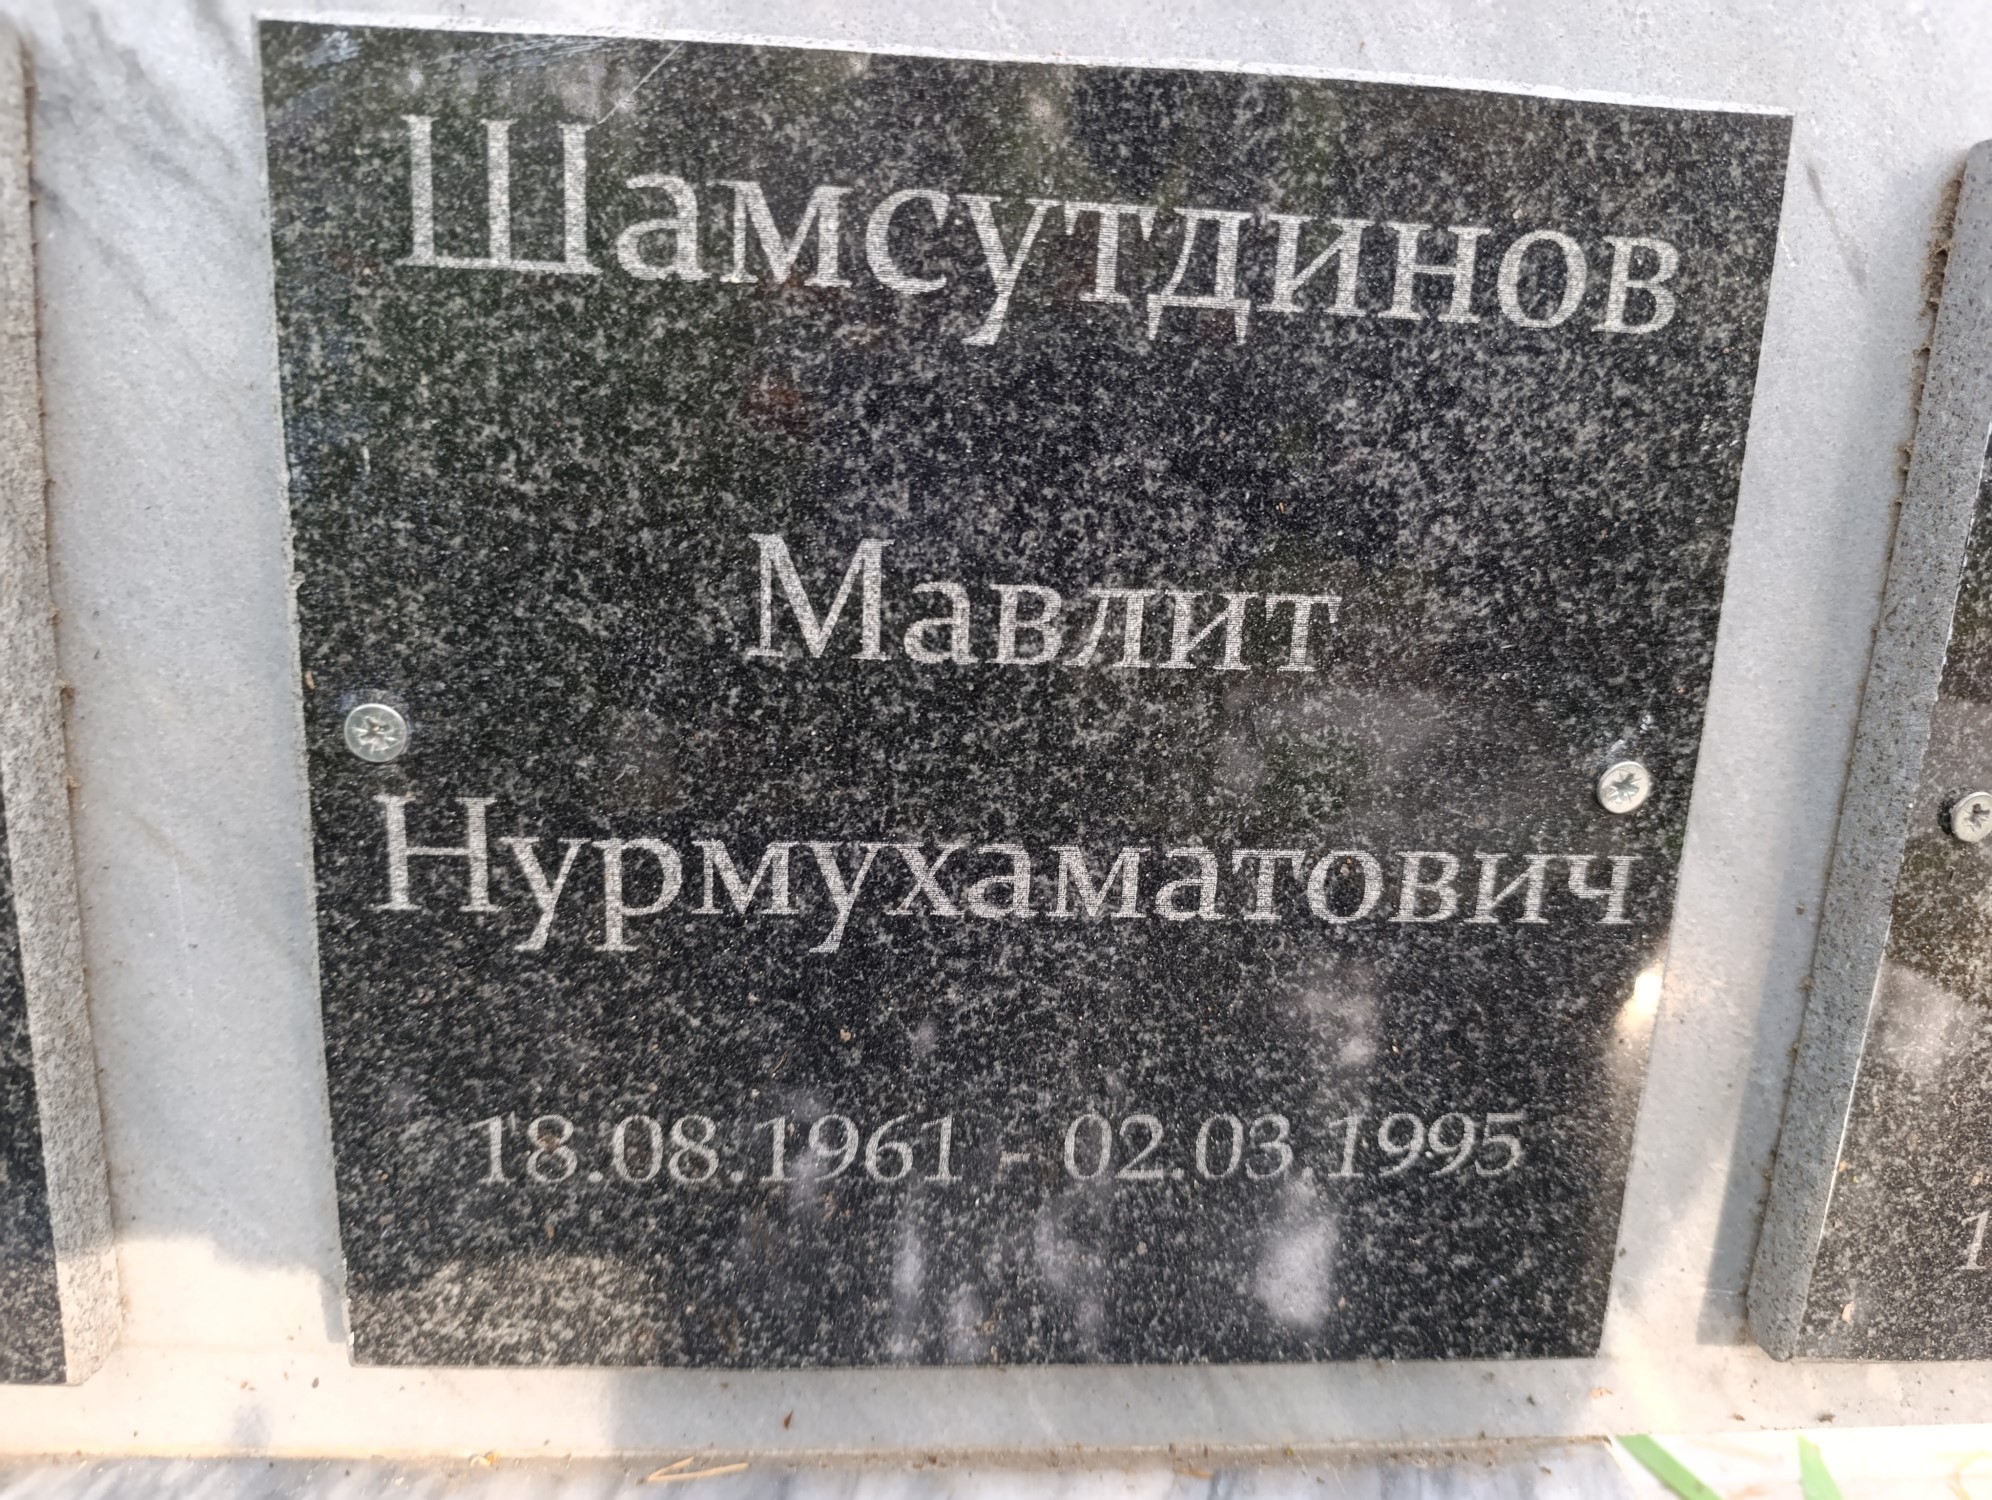 Шамсутдинов
Мавлит
Нурмухаматович
18.08.1961 - 02.03.1995